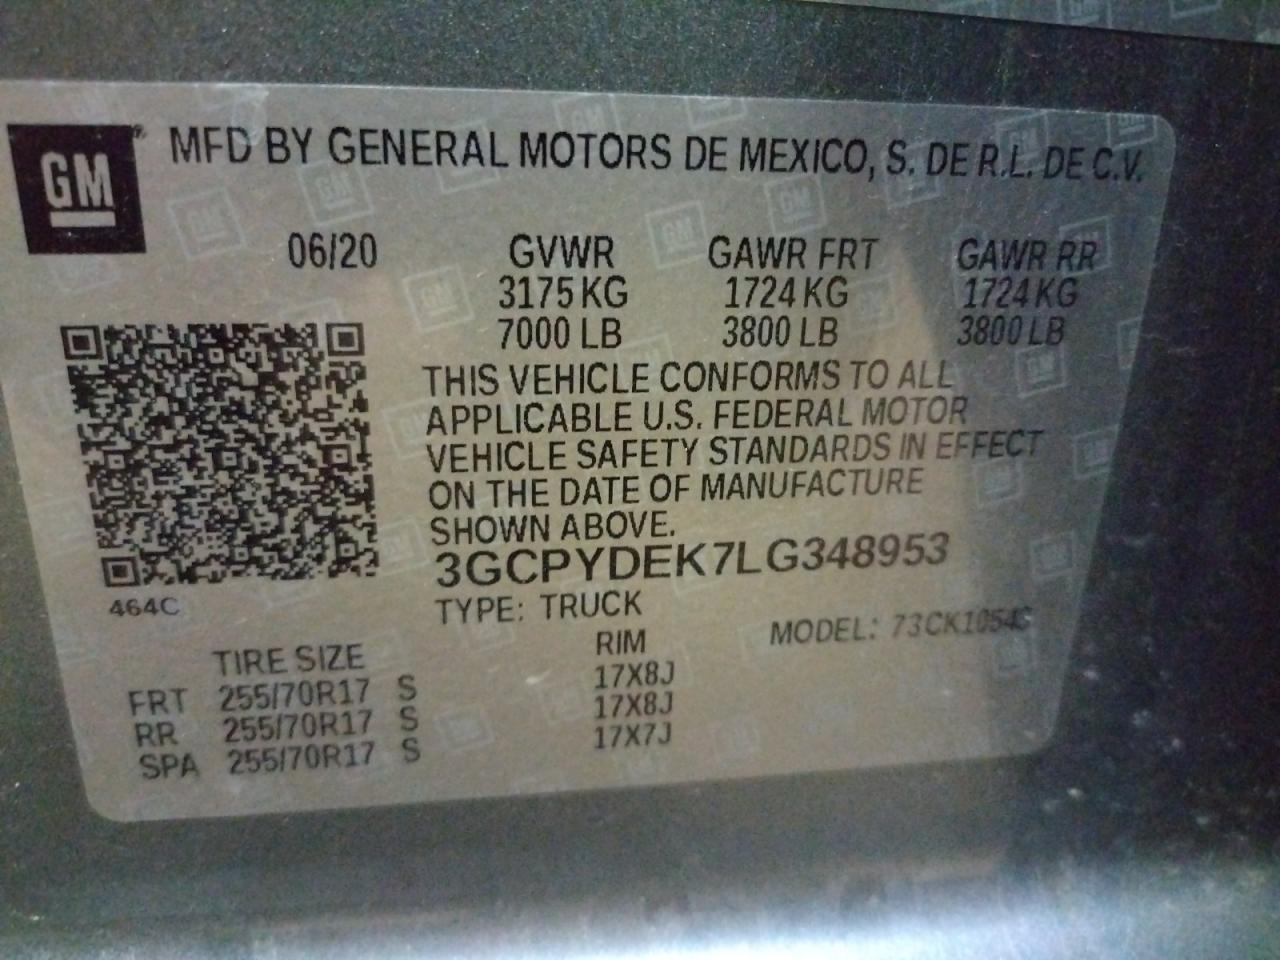 GM
MFD BY GENERAL MOTORS DE MEXICO, S. DE R.L. DE C.V.
06/20 GVWR GAWR FRT GAWR RR
3175 KG 1724 KG 1724 KG
7000 LB 3800 LB 3800 LB
THIS VEHICLE CONFORMS TO ALL
APPLICABLE U.S. FEDERAL MOTOR
VEHICLE SAFETY STANDARDS IN EFFECT
ON THE DATE OF MANUFACTURE
SHOWN ABOVE.
3GCPYDEK7LG348953
464C
TYPE: TRUCK
MODEL:
TIRE SIZE RIM
FRT 255/70R17 S 17X8J
RR 255/70R17 S 17X8J
SPA 255/70R17 S 17X7J